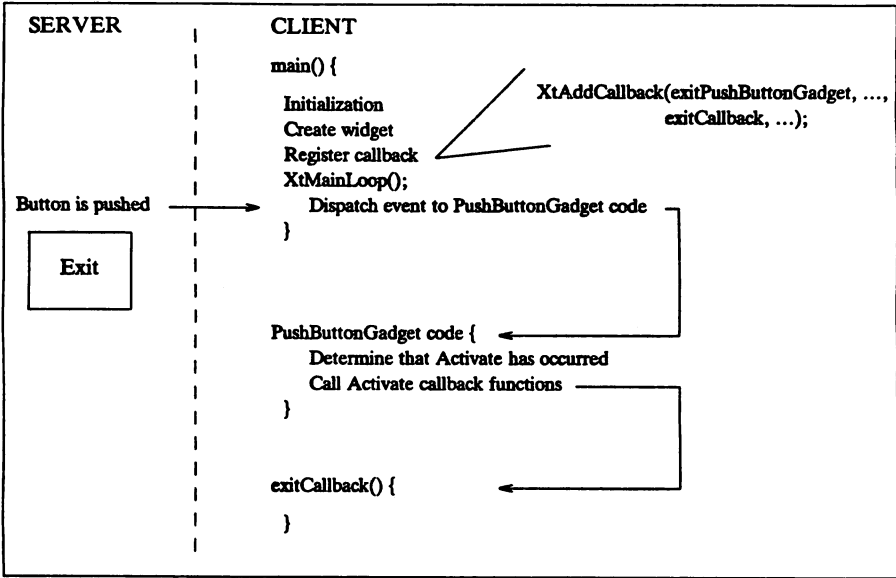 SERVER
CLIENT
main() {
Initialization
Create widget
Register callback
XtMainLoop();
Dispatch event to PushButtonGadget code
}
XtAddCallback(exitPushButtonGadget, ...,
exitCallback, ...);
Button is pushed
Exit
PushButtonGadget code {
Determine that Activate has occurred
Call Activate callback functions
}
exitCallback() {
}